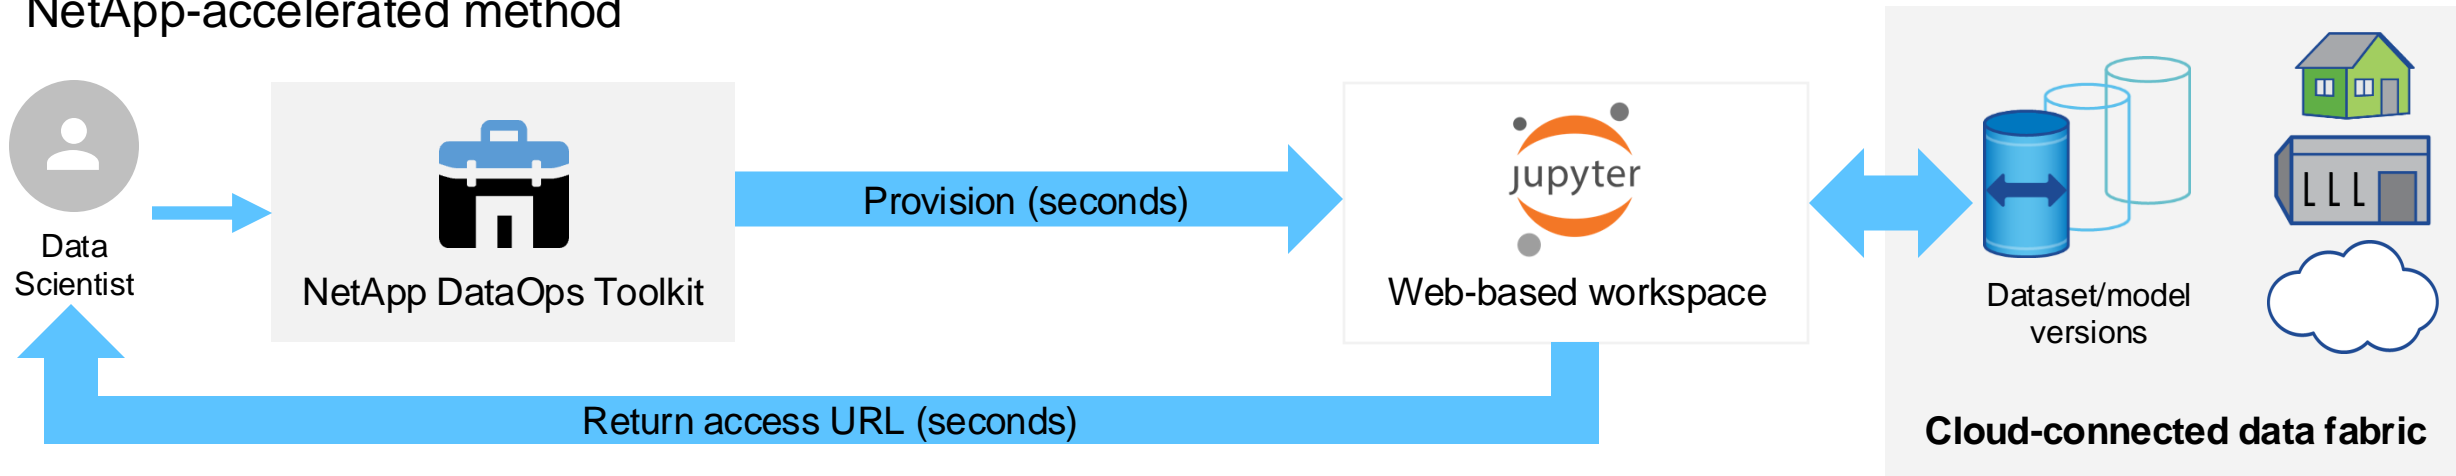 NetApp-accelerated method
Data
Scientist
NetApp DataOps Toolkit
Provision (seconds)
jupyter
Web-based workspace
Return access URL (seconds)
Dataset/model
versions
Cloud-connected data fabric